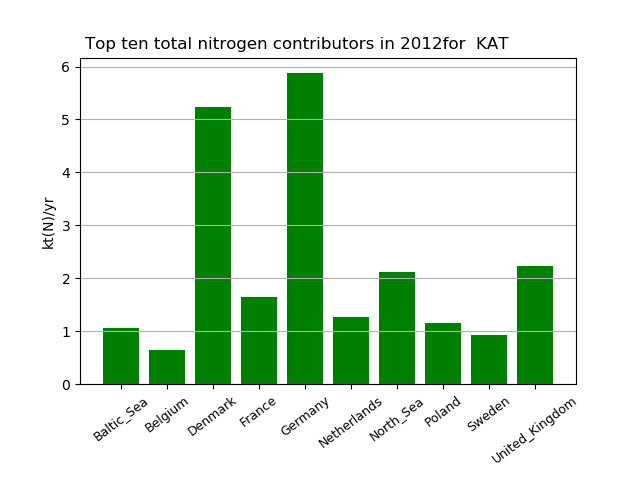 Top ten total nitrogen contributors in 2012for  KAT
6
5
4
3
2
1
0
kt(N)/yr
Baltic_Sea
Belgium
Denmark
France
Germany
Netherlands
North_Sea
Poland
Sweden
United_Kingdom